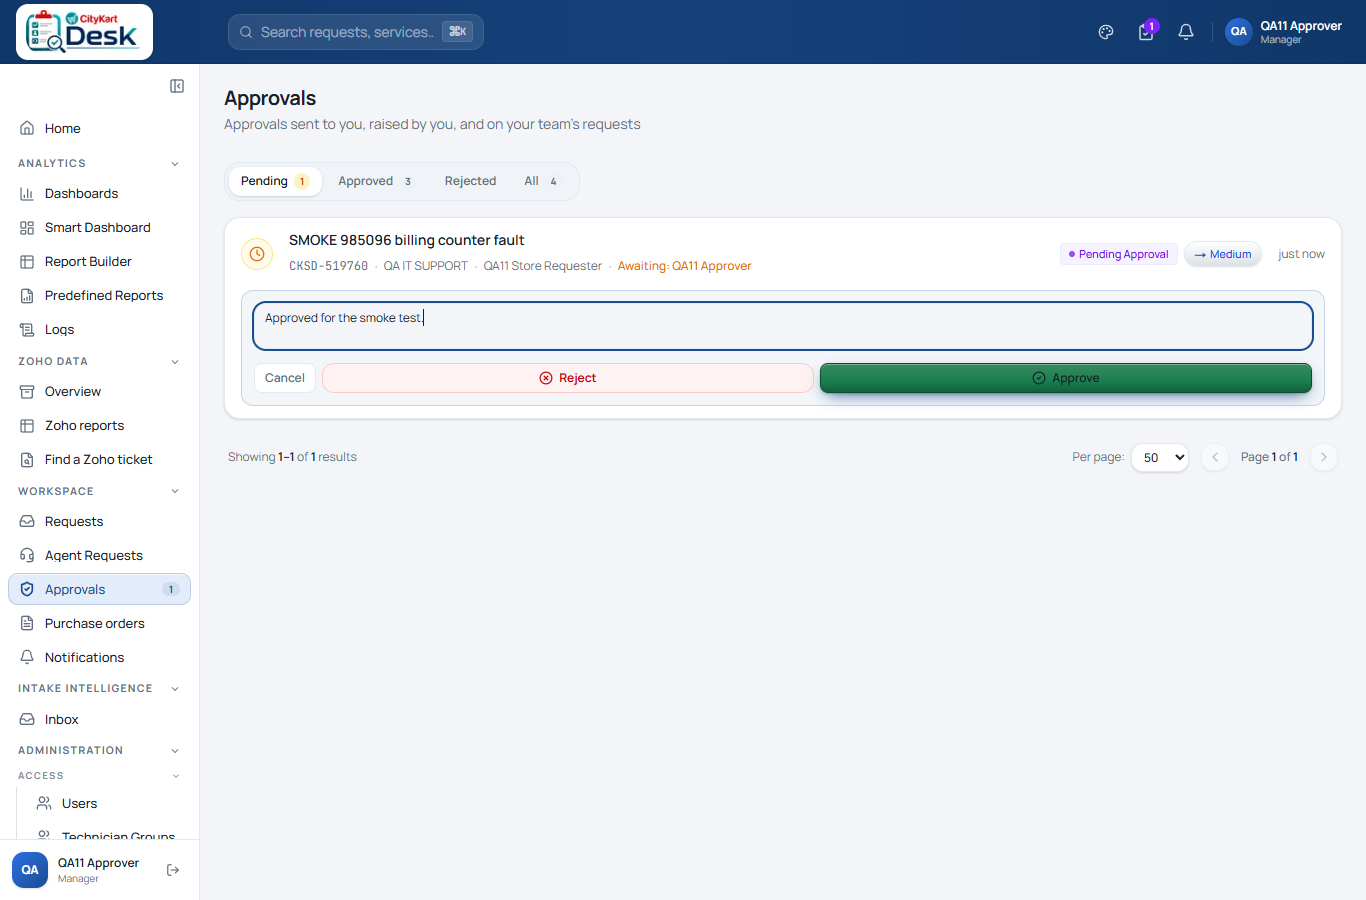 CityKart
Desk
Search requests, services..
⌘K
1
QA
QA11 Approver
Manager
Home
ANALYTICS
Dashboards
Smart Dashboard
Report Builder
Predefined Reports
Logs
ZOHO DATA
Overview
Zoho reports
Find a Zoho ticket
WORKSPACE
Requests
Agent Requests
Approvals 1
Purchase orders
Notifications
INTAKE INTELLIGENCE
Inbox
ADMINISTRATION
ACCESS
Users
Technician Groups
QA
QA11 Approver
Manager
Approvals
Approvals sent to you, raised by you, and on your team's requests
Pending 1 Approved 3 Rejected All 4
SMOKE 985096 billing counter fault
CKSD-519760 · QA IT SUPPORT · QA11 Store Requester · Awaiting: QA11 Approver
Pending Approval → Medium just now
Approved for the smoke test.
Cancel Reject Approve
Showing 1–1 of 1 results
Per page: 50 Page 1 of 1